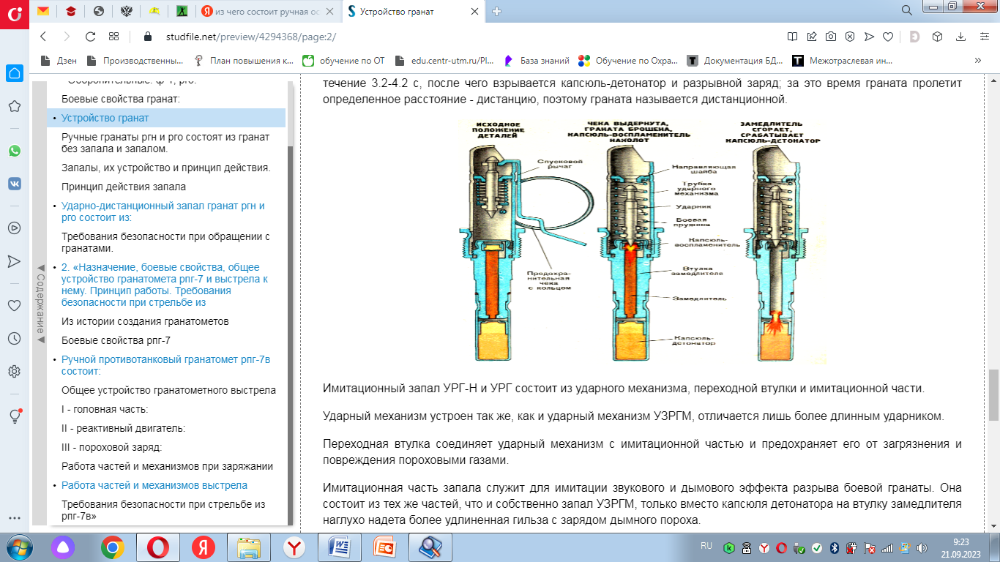 из чего состоит ручная ос
Устройство гранат
studfile.net/preview/4294368/page:2/
Дзен
Производственны...
План повышения к...
обучение по ОТ
edu.centr-utm.ru/Pl...
База знаний
Обучение по Охра...
Документация БД...
Межотраслевая ин...
Содержание
Боевые свойства гранат:
Устройство гранат
Ручные гранаты ргн и рго состоят из гранат
без запала и запалом.
Запалы, их устройство и принцип действия.
Принцип действия запала
Ударно-дистанционный запал гранат ргн и
рго состоит из:
Требования безопасности при обращении с
гранатами.
2. «Назначение, боевые свойства, общее
устройство гранатомета рпг-7 и выстрела к
нему. Принцип работы. Требования
безопасности при стрельбе из
Из истории создания гранатометов
Боевые свойства рпг-7
Ручной противотанковый гранатомет рпг-7в
состоит:
Общее устройство гранатометного выстрела
I - головная часть:
II - реактивный двигатель:
III - пороховой заряд:
Работа частей и механизмов при заряжании
Работа частей и механизмов выстрела
Требования безопасности при стрельбе из
рпг-7в»
течение 3.2-4.2 с, после чего взрывается капсюль-детонатор и разрывной заряд; за это время граната пролетит
определенное расстояние - дистанцию, поэтому граната называется дистанционной.
ИСХОДНОЕ
ПОЛОЖЕНИЕ
ДЕТАЛЕЙ
ЧЕКА ВЫДЕРНУТА,
ГРАНАТА БРОШЕНА,
КАПСЮЛЬ-ВОСПЛАМЕНИТЕЛЬ
НАКОЛОТ
ЗАМЕДЛИТЕЛЬ
СГОРАЕТ,
СРАБАТЫВАЕТ
КАПСЮЛЬ-ДЕТОНАТОР
Спусковой
рычаг
Предохра-
нительная
чека
с кольцом
Направляющая
шайба
Трубка
ударного
механизма
Ударник
Боевая
пружина
Капсюль-
воспламени-
тель
Втулка
замедлителя
Замедлитель
Капсюль-
детонатор
Имитационный запал УРГ-Н и УРГ состоит из ударного механизма, переходной втулки и имитационной части.
Ударный механизм устроен так же, как и ударный механизм УЗРГМ, отличается лишь более длинным ударником.
Переходная втулка соединяет ударный механизм с имитационной частью и предохраняет его от загрязнения и
повреждения пороховыми газами.
Имитационная часть запала служит для имитации звукового и дымового эффекта разрыва боевой гранаты. Она
состоит из тех же частей, что и собственно запал УЗРГМ, только вместо капсюля детонатора на втулку замедлителя
наглухо надета более удлиненная гильза с зарядом дымного пороха.
RU
9:23
21.09.2023